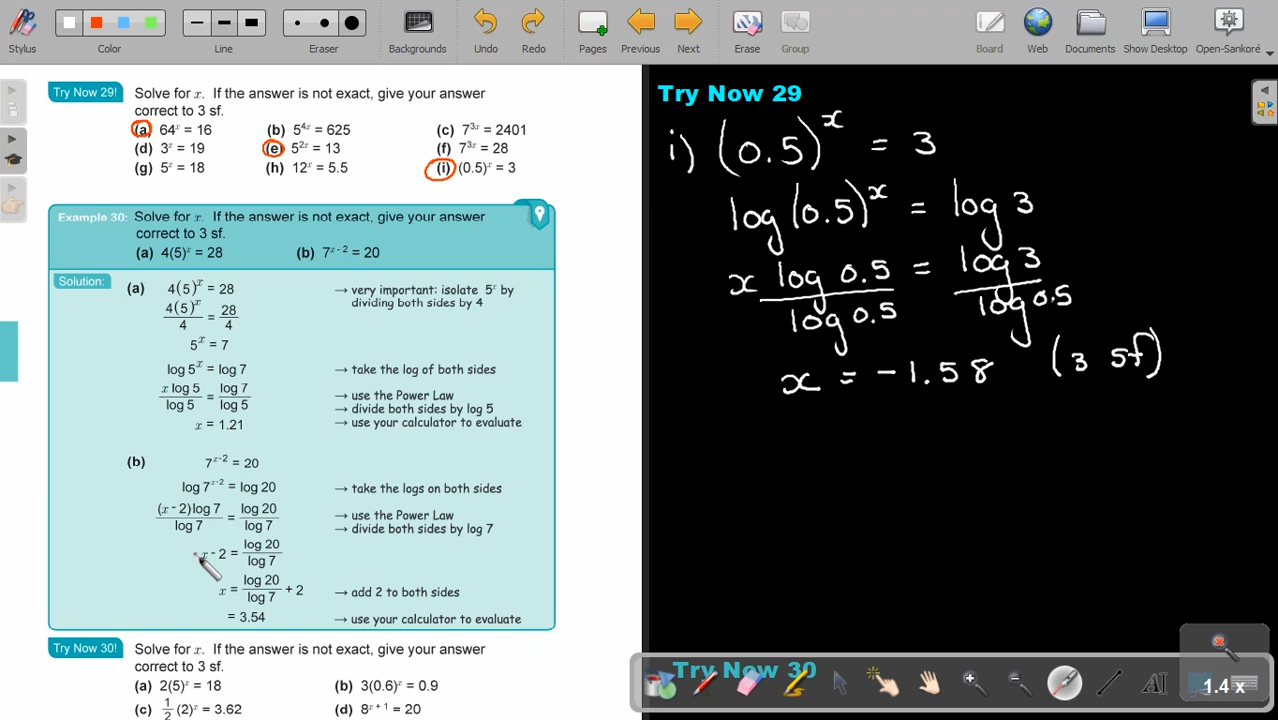 Stylus Color Line Eraser Backgrounds Undo Redo Pages Previous Next Erase Group Board Web Documents Show Desktop Open-Sankoré
Try Now 29! Solve for x. If the answer is not exact, give your answer
correct to 3 sf.
(a) 64^x = 16 (b) 5^4x = 625 (c) 7^3x = 2401
(d) 3^x = 19 (e) 5^2x = 13 (f) 7^3x = 28
(g) 5^x = 18 (h) 12^x = 5.5 (i) (0.5)^x = 3
Example 30: Solve for x. If the answer is not exact, give your answer
correct to 3 sf.
(a) 4(5)^x = 28 (b) 7^x - 2 = 20
Solution:
(a) 4(5)^x = 28 → very important: isolate 5^x by
dividing both sides by 4
4(5)^x/4 = 28/4
5^x = 7
log 5^x = log 7 → take the log of both sides
x log 5/log 5 = log 7/log 5 → use the Power Law
→ divide both sides by log 5
x = 1.21 → use your calculator to evaluate
(b) 7^x-2 = 20
log 7^x-2 = log 20 → take the logs on both sides
(x - 2)log 7/log 7 = log 20/log 7 → use the Power Law
→ divide both sides by log 7
x - 2 = log 20/log 7
x = log 20/log 7 + 2 → add 2 to both sides
= 3.54 → use your calculator to evaluate
Try Now 30! Solve for x. If the answer is not exact, give your answer
correct to 3 sf.
(a) 2(5)^x = 18 (b) 3(0.6)^x = 0.9
(c) 1/2 (2)^x = 3.62 (d) 8^x + 1 = 20
Try Now 29
i) (0.5)^x = 3
log (0.5)^x = log 3
x log 0.5/log 0.5 = log 3/log 0.5
x = -1.58 (3 sf)
Try Now 30
1.4 x